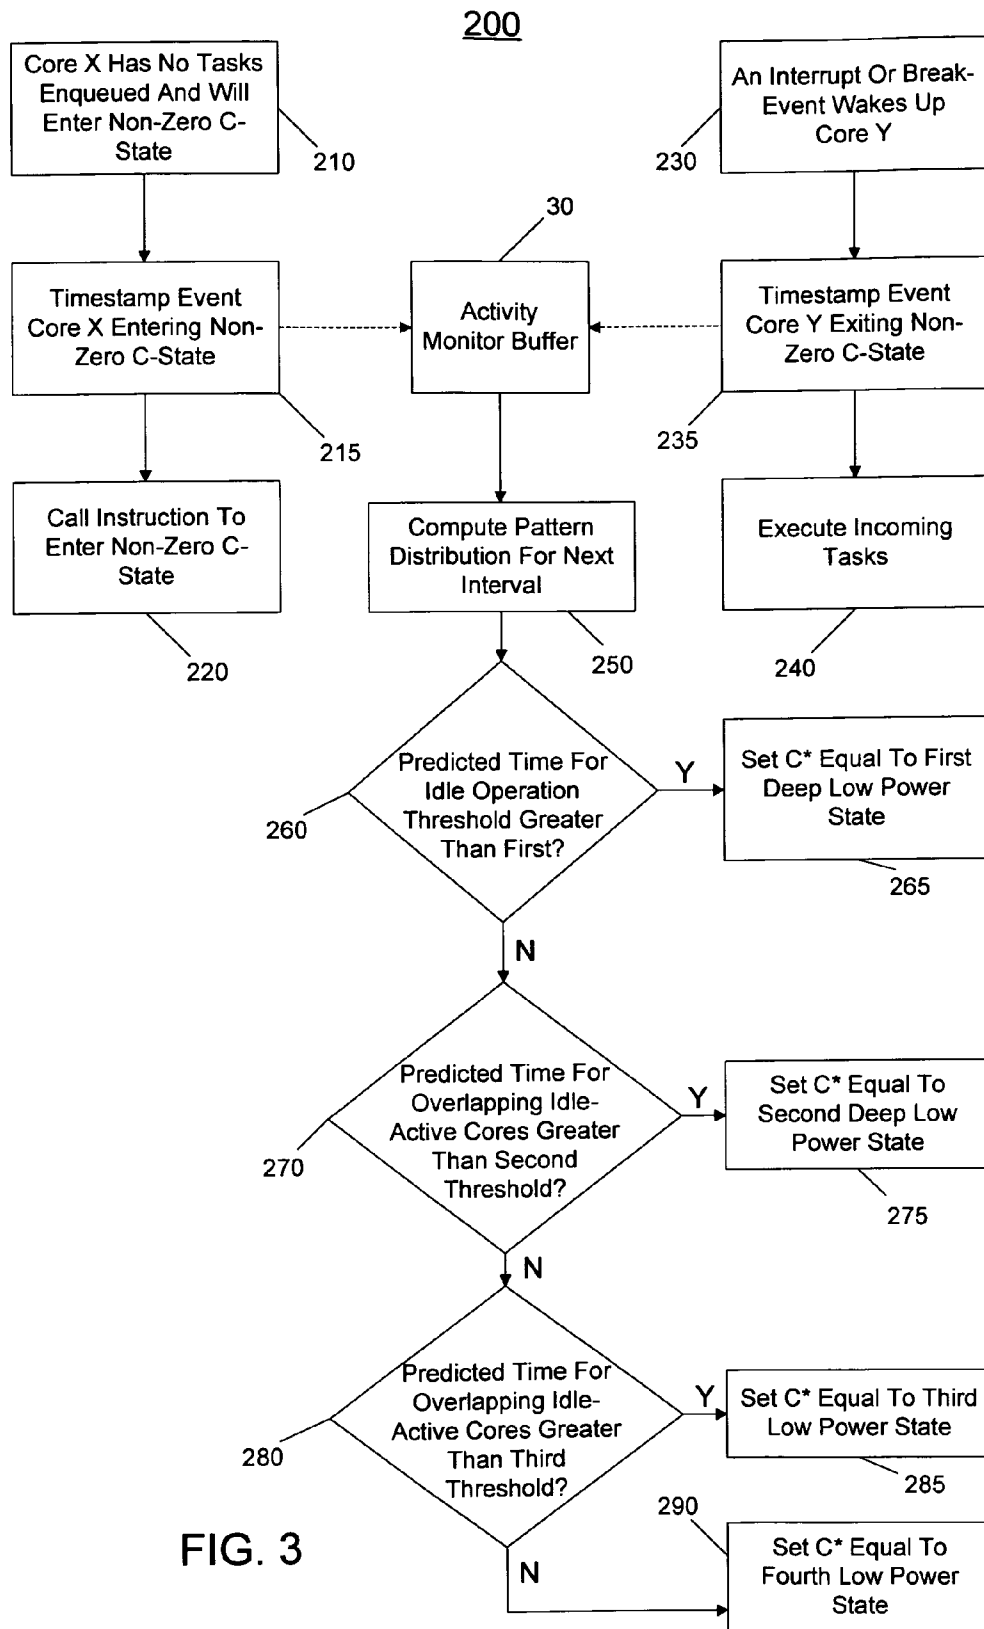 200
Core X Has No Tasks
Enqueued And Will
Enter Non-Zero C-
State
210
An Interrupt Or Break-
Event Wakes Up
Core Y
230
30
Timestamp Event
Core X Entering Non-
Zero C-State
215
Activity
Monitor Buffer
Timestamp Event
Core Y Exiting Non-
Zero C-State
235
Call Instruction To
Enter Non-Zero C-
State
220
Compute Pattern
Distribution For Next
Interval
250
Execute Incoming
Tasks
240
Predicted Time For
Idle Operation
Threshold Greater
Than First?
260
Y
Set C* Equal To First
Deep Low Power
State
265
N
Predicted Time For
Overlapping Idle-
Active Cores Greater
Than Second
Threshold?
270
Y
Set C* Equal To
Second Deep Low
Power State
275
N
Predicted Time For
Overlapping Idle-
Active Cores Greater
Than Third
Threshold?
280
Y
Set C* Equal To Third
Low Power State
285
N
290
Set C* Equal To
Fourth Low Power
State
FIG. 3